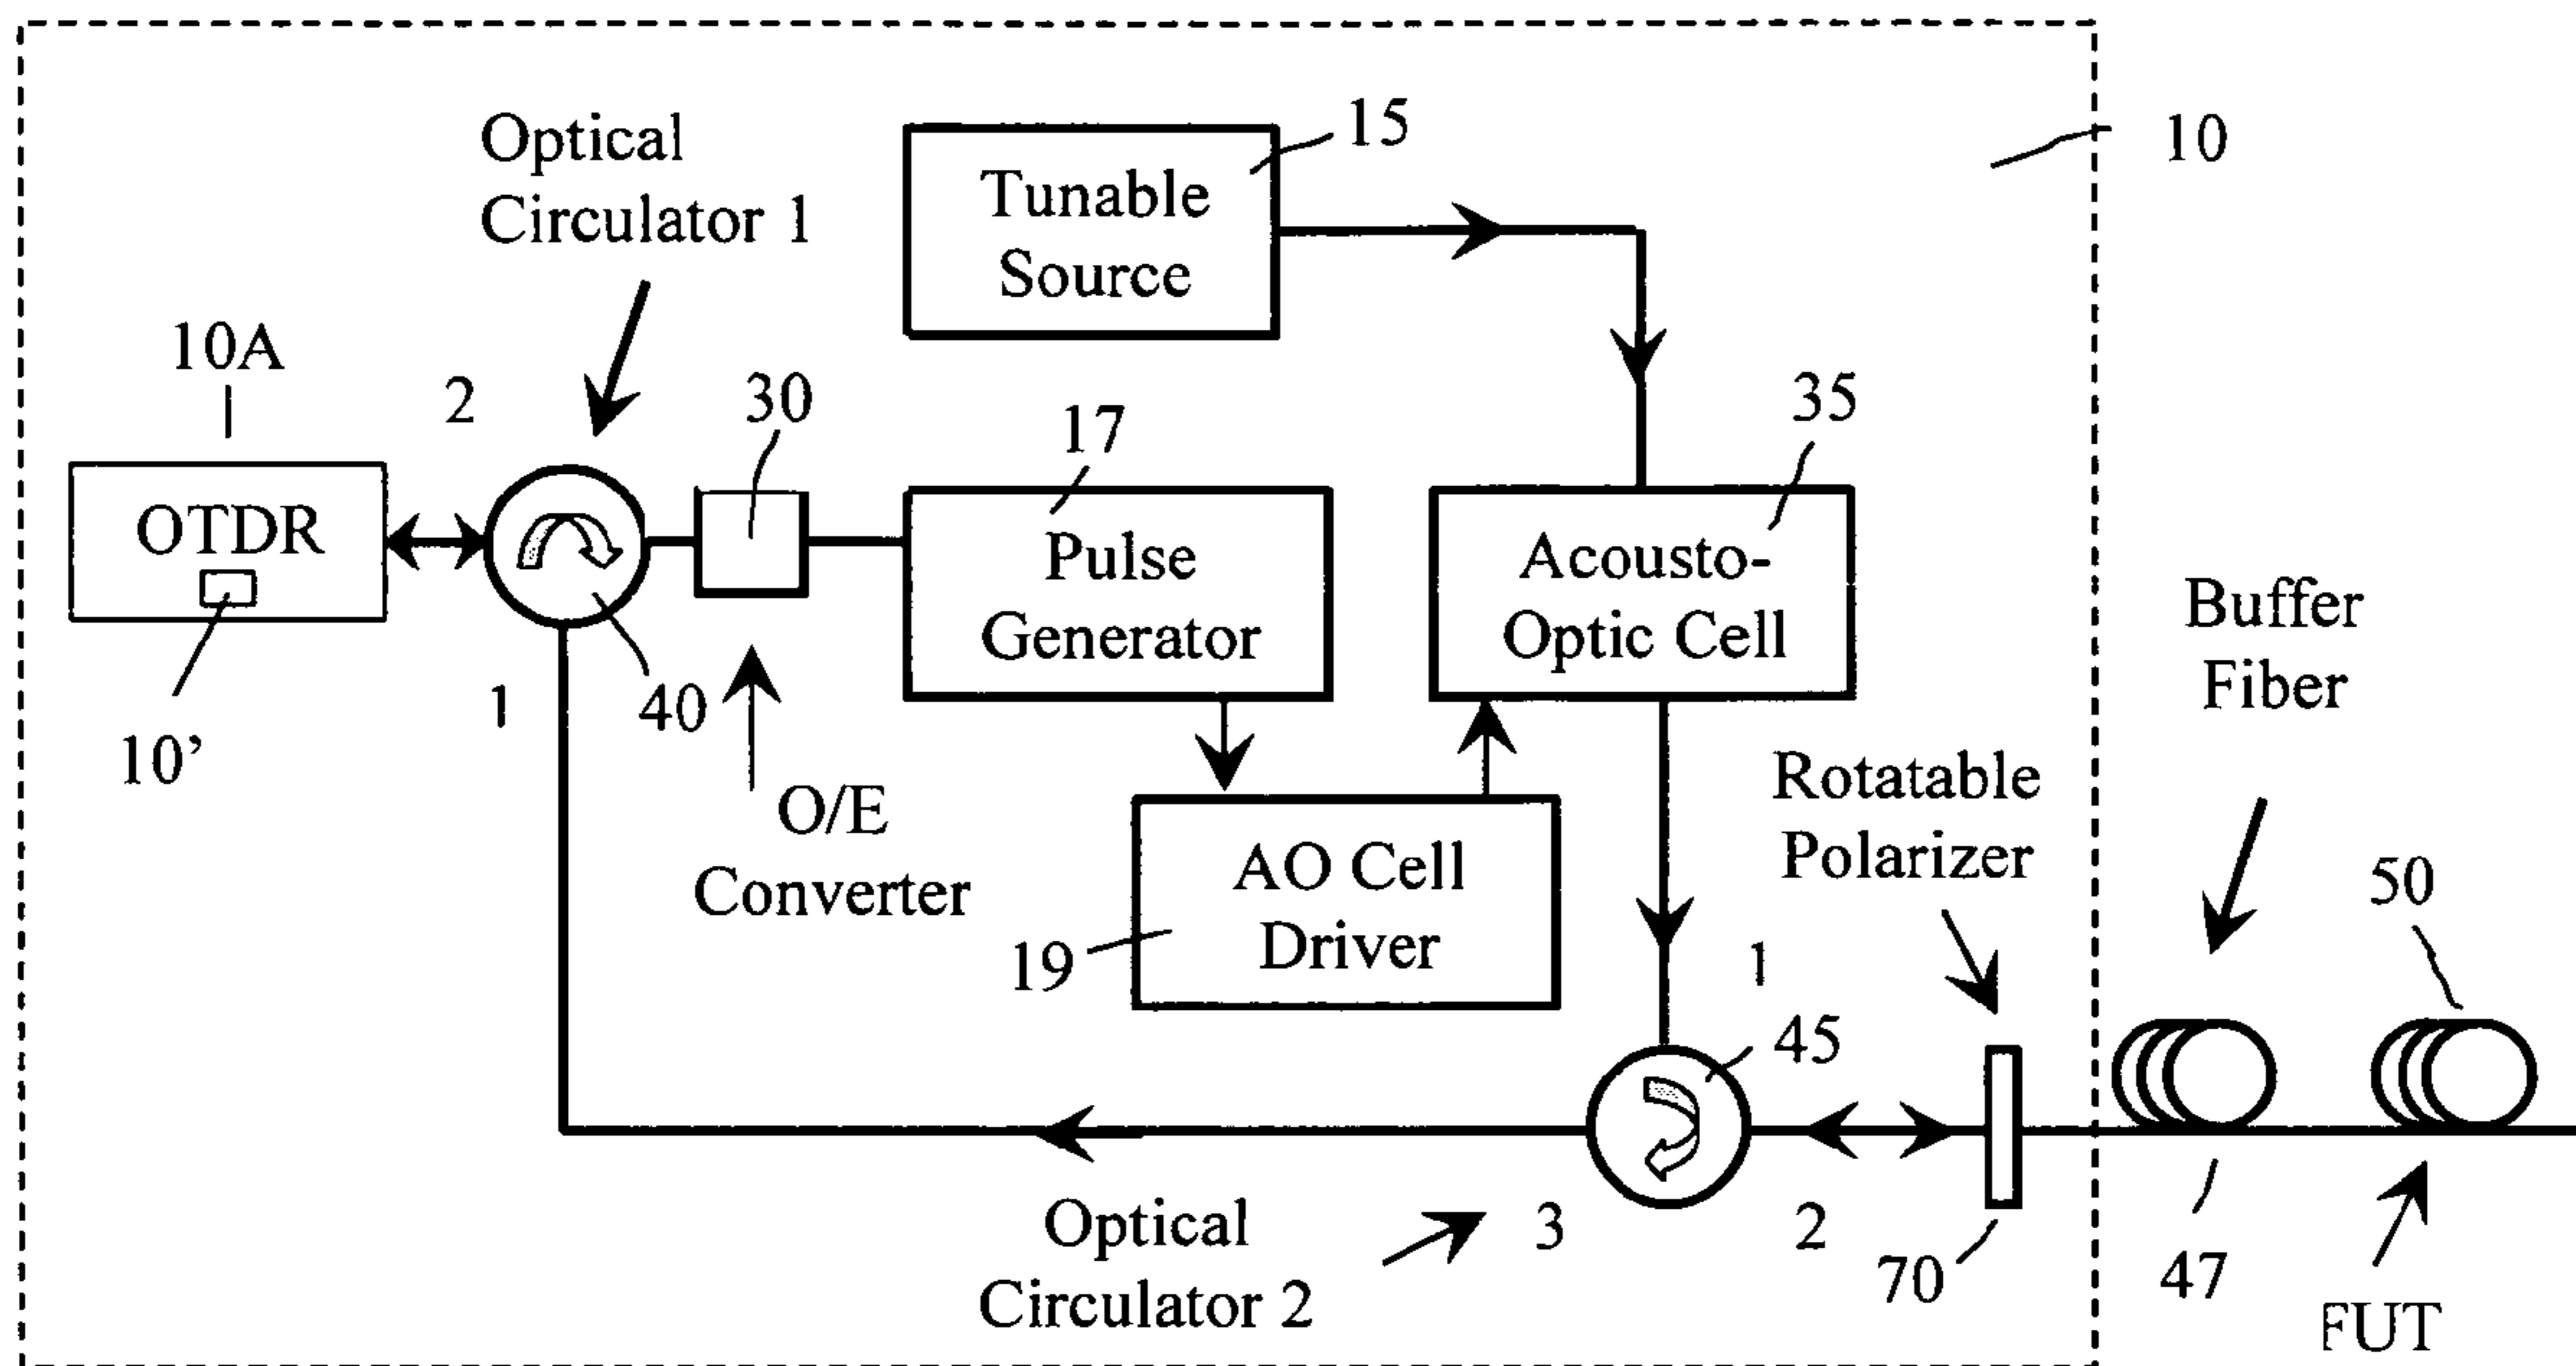 Optical
Circulator 1
15
Tunable
Source
10
10A
2
30
17
35
OTDR
Pulse
Generator
Acousto-
Optic Cell
Buffer
Fiber
10’
1
40
O/E
Converter
AO Cell
Driver
19
Rotatable
Polarizer
50
1
45
Optical
Circulator 2
3
2
70
47
FUT